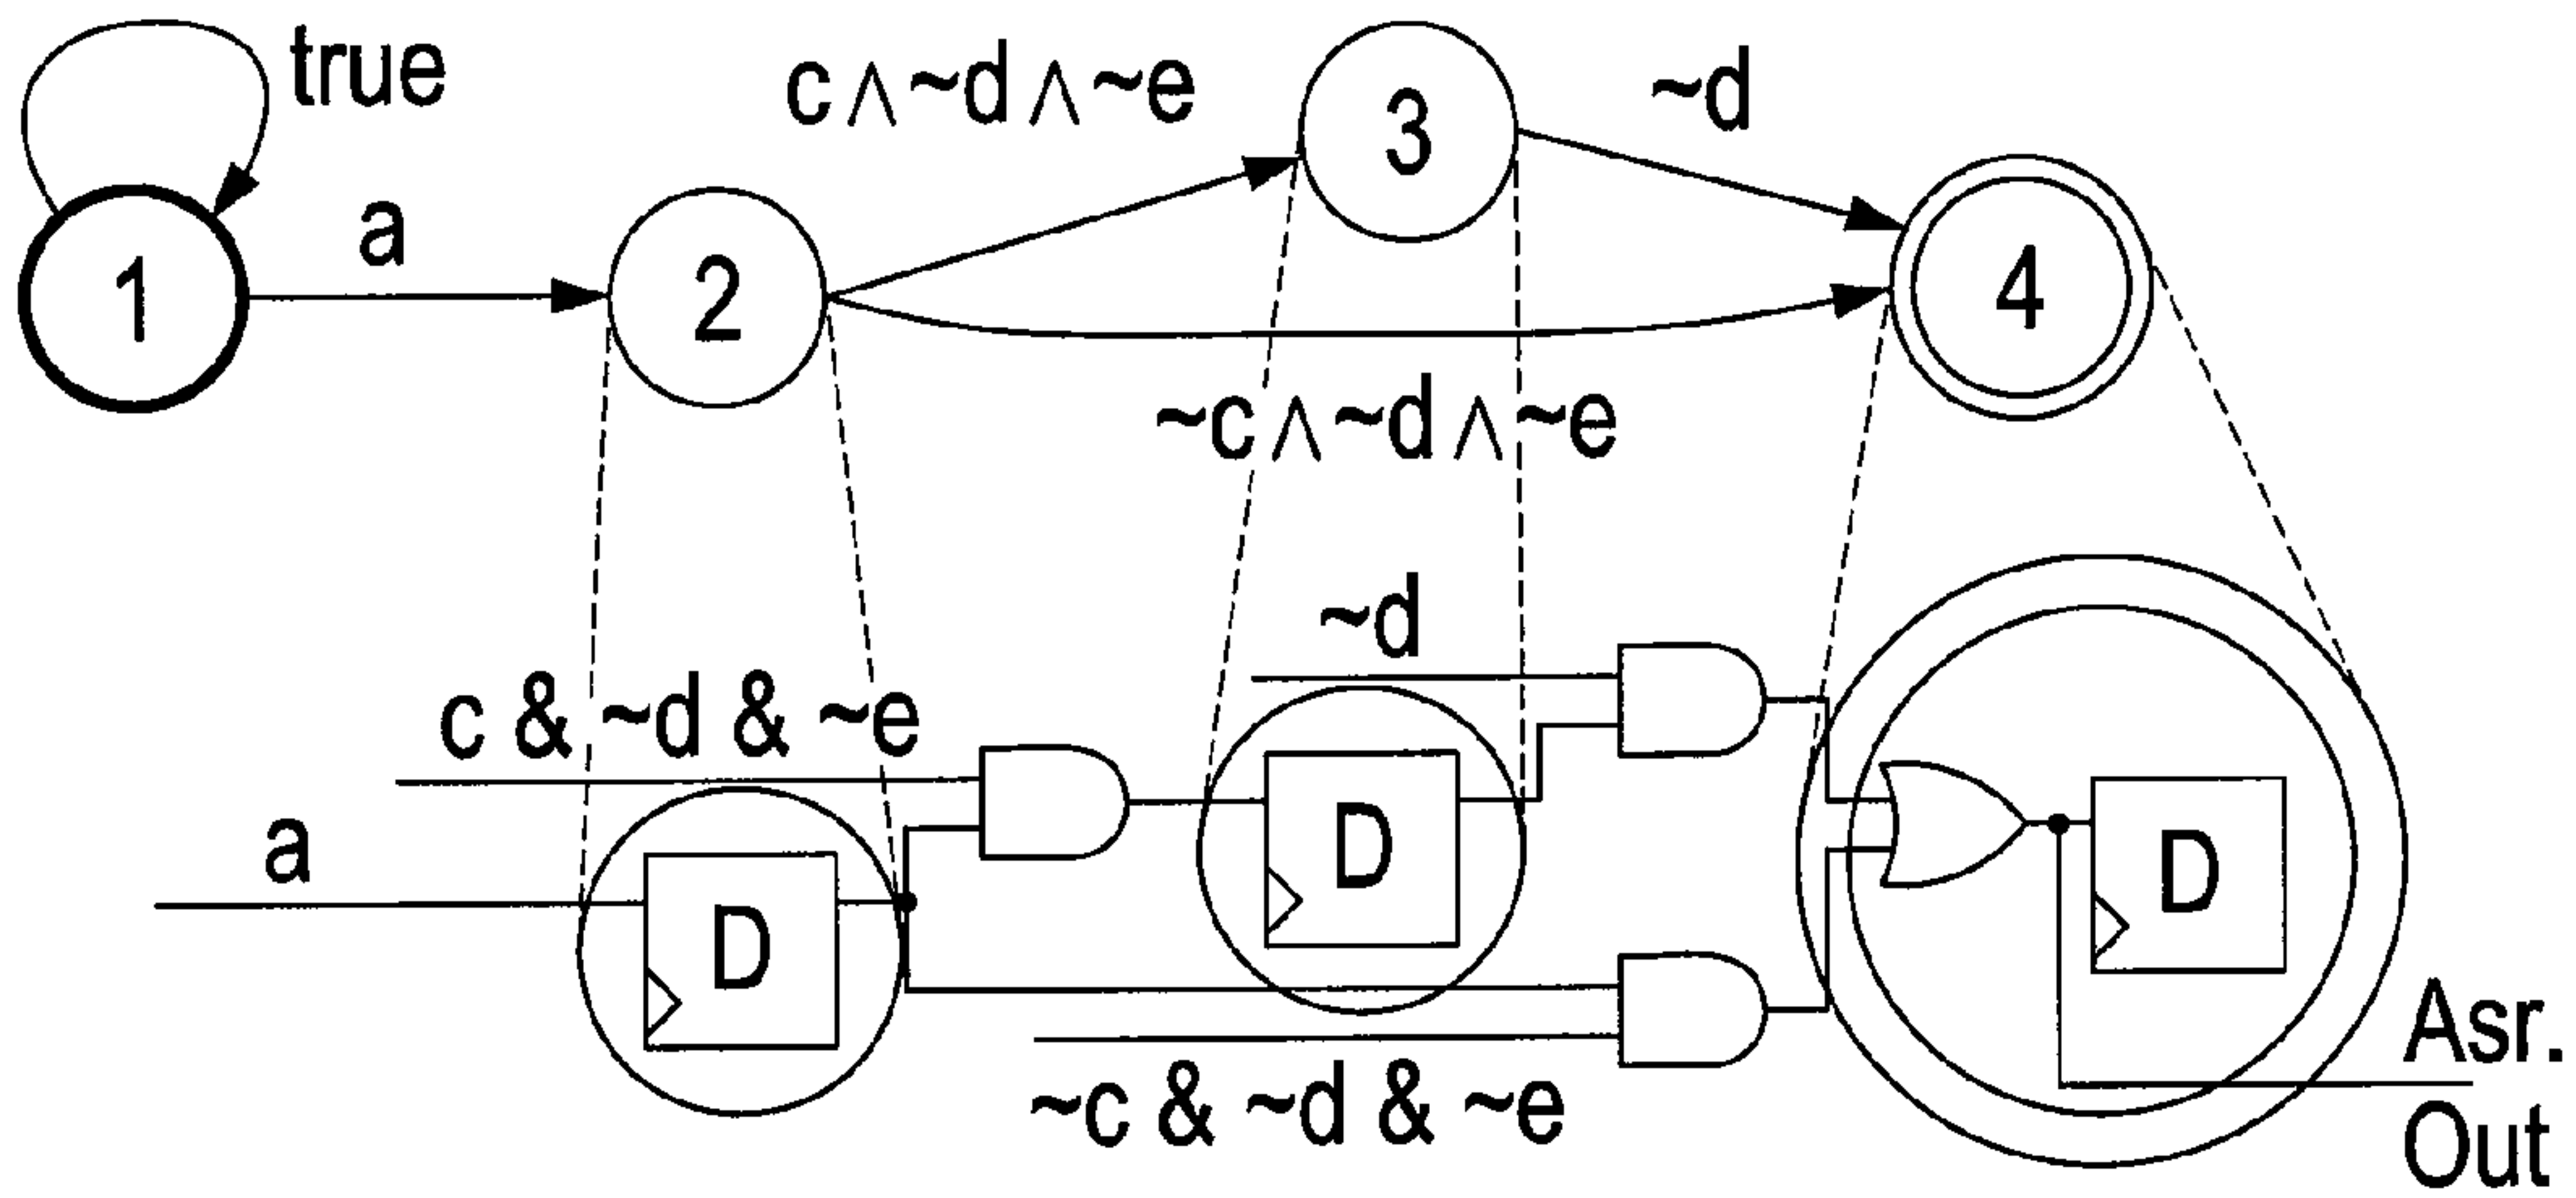 true
c∧~d∧~e
3
~d
a
1
2
4
~c∧~d∧~e
~d
c & ~d & ~e
a
D
D
D
~c & ~d & ~e
Asr.
Out